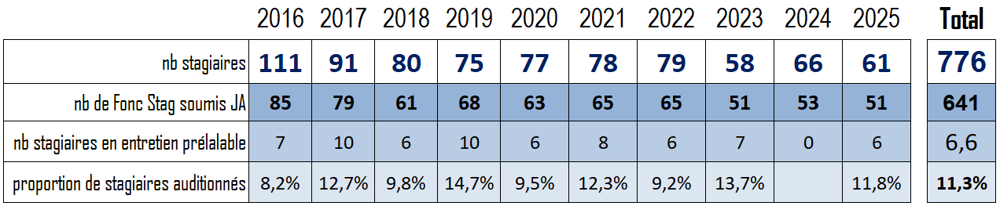 2016 2017 2018 2019 2020 2021 2022 2023 2024 2025 Total
nb stagiaires 111 91 80 75 77 78 79 58 66 61 776
nb de Fonc Stag soumis JA 85 79 61 68 63 65 65 51 53 51 641
nb stagiaires en entretien prélalable 7 10 6 10 6 8 6 7 0 6 6,6
proportion de stagiaires auditionnés 8,2% 12,7% 9,8% 14,7% 9,5% 12,3% 9,2% 13,7% 11,8% 11,3%